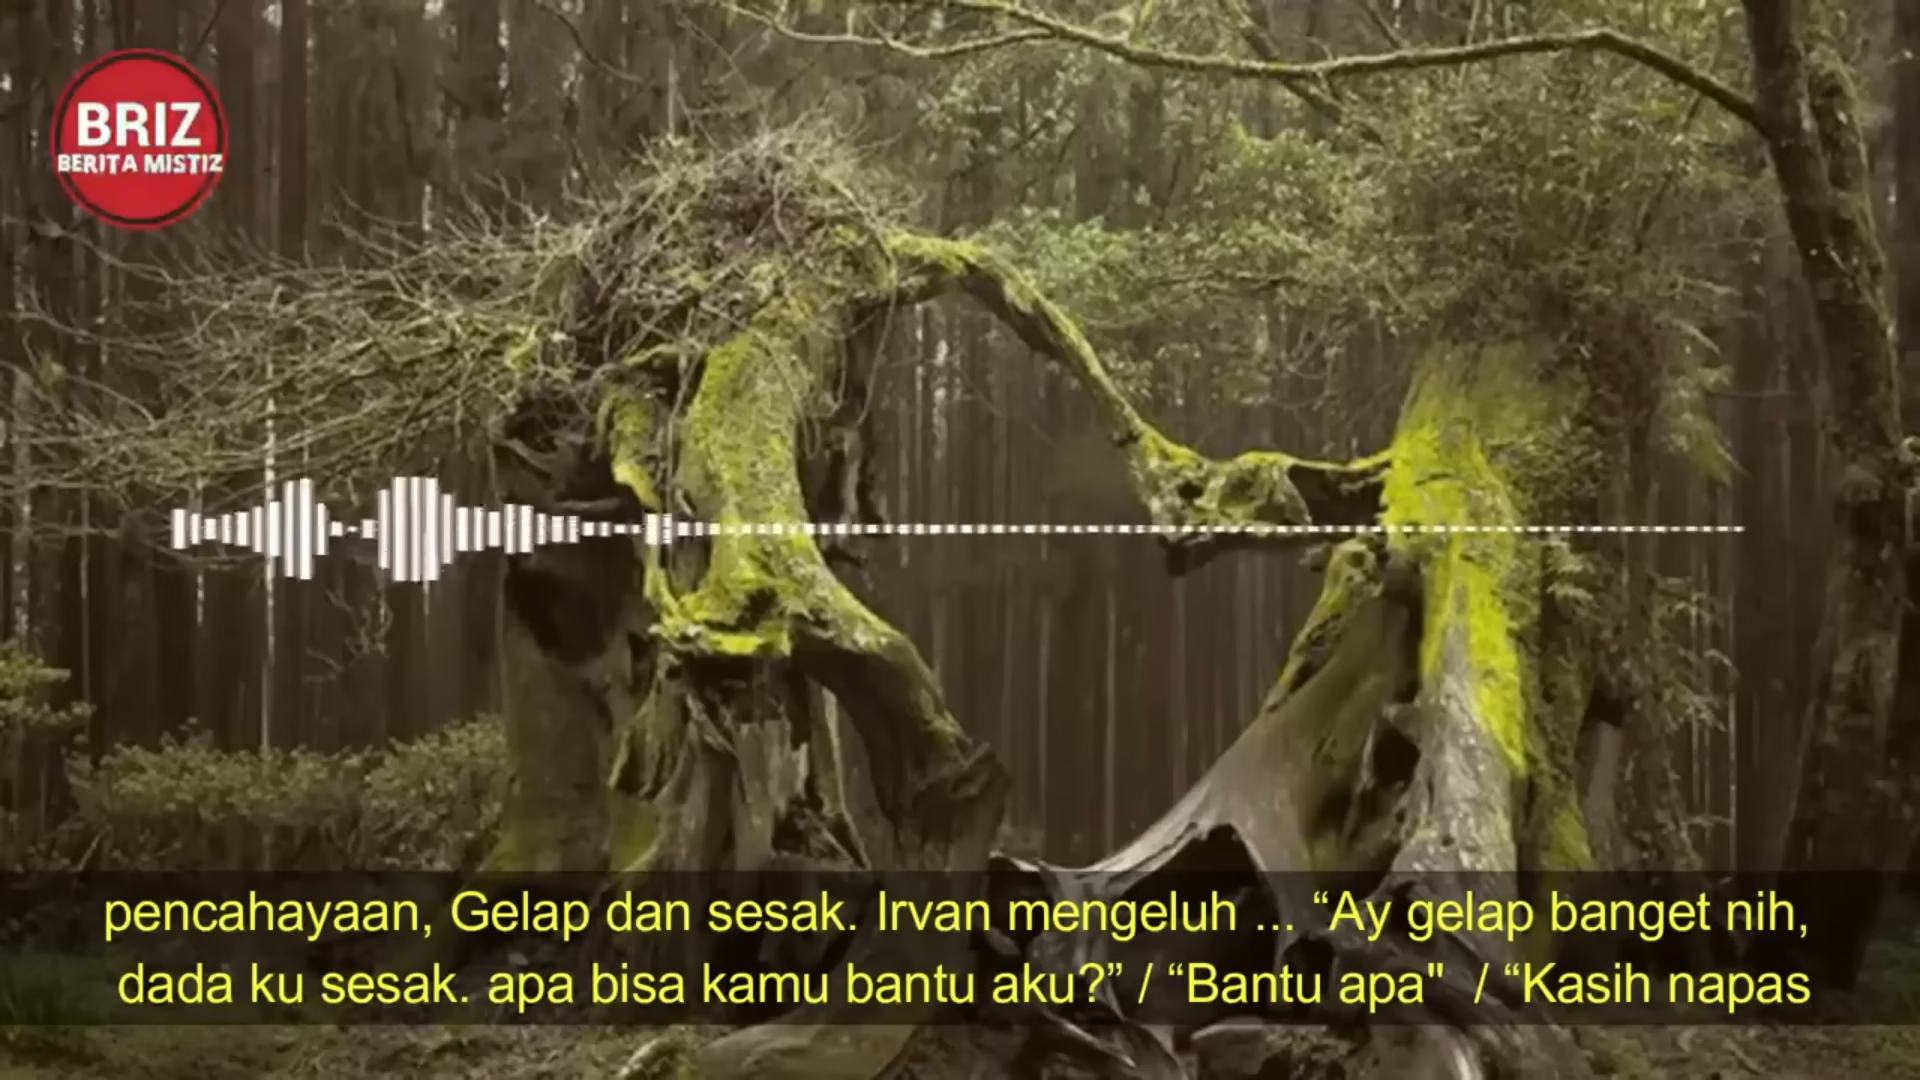 BRIZ
BERITA MISTIZ
pencahayaan, Gelap dan sesak. Irvan mengeluh ... “Ay gelap banget nih,
dada ku sesak. apa bisa kamu bantu aku?” / “Bantu apa" / “Kasih napas